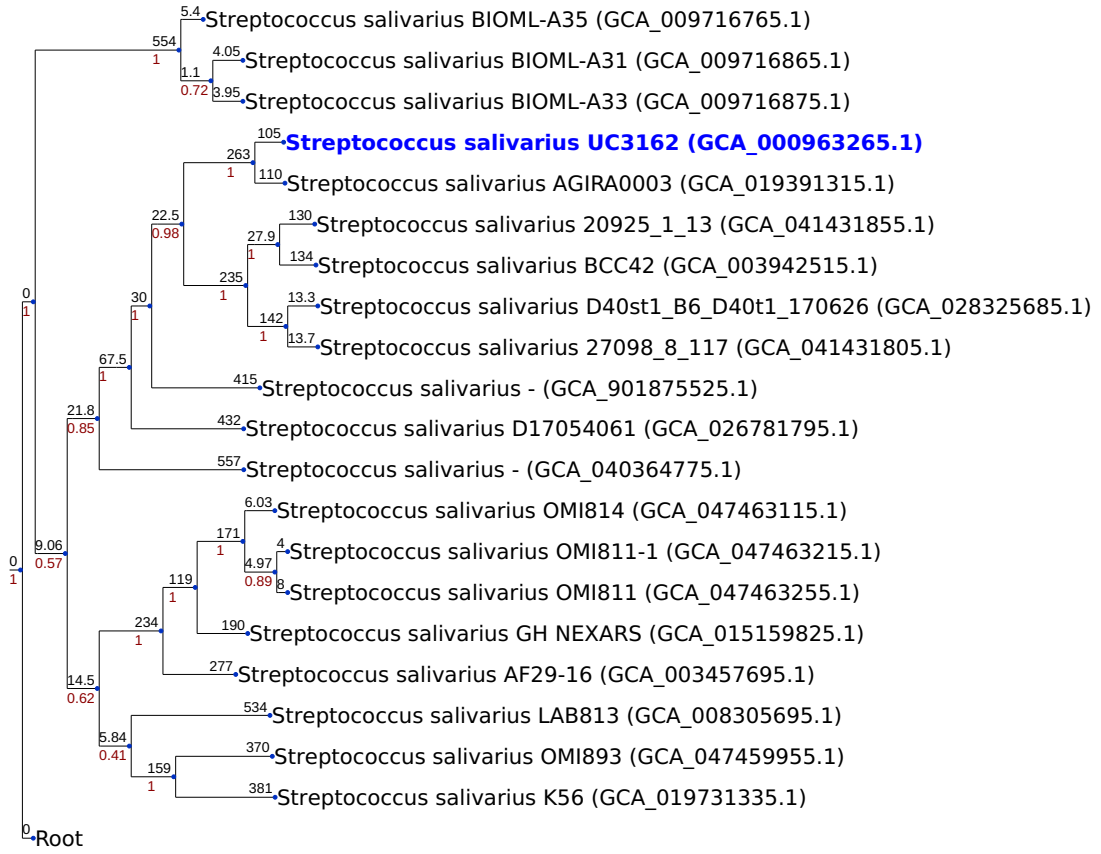 5.4 Streptococcus salivarius BIOML-A35 (GCA_009716765.1)
554
1
4.05 Streptococcus salivarius BIOML-A31 (GCA_009716865.1)
1.1
0.72
3.95 Streptococcus salivarius BIOML-A33 (GCA_009716875.1)
105 Streptococcus salivarius UC3162 (GCA_000963265.1)
263
1
110 Streptococcus salivarius AGIRA0003 (GCA_019391315.1)
22.5
0.98
130 Streptococcus salivarius 20925_1_13 (GCA_041431855.1)
27.9
1
134 Streptococcus salivarius BCC42 (GCA_003942515.1)
235
1
13.3 Streptococcus salivarius D40st1_B6_D40t1_170626 (GCA_028325685.1)
30
1
142
1
0
1
13.7 Streptococcus salivarius 27098_8_117 (GCA_041431805.1)
67.5
1
415 Streptococcus salivarius - (GCA_901875525.1)
21.8
0.85
432 Streptococcus salivarius D17054061 (GCA_026781795.1)
557 Streptococcus salivarius - (GCA_040364775.1)
6.03 Streptococcus salivarius OMI814 (GCA_047463115.1)
171
1
9.06
0.57
4 Streptococcus salivarius OMI811-1 (GCA_047463215.1)
4.97
0.89
0
1
119
1
8 Streptococcus salivarius OMI811 (GCA_047463255.1)
234
1
190 Streptococcus salivarius GH NEXARS (GCA_015159825.1)
277 Streptococcus salivarius AF29-16 (GCA_003457695.1)
14.5
0.62
534 Streptococcus salivarius LAB813 (GCA_008305695.1)
5.84
0.41
370 Streptococcus salivarius OMI893 (GCA_047459955.1)
159
1
381 Streptococcus salivarius K56 (GCA_019731335.1)
0 Root